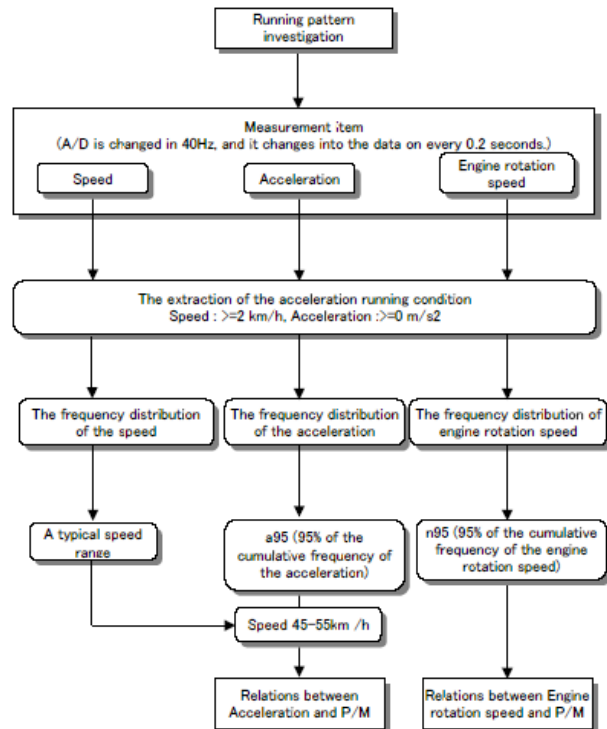 Running pattern
investigation
Measurement item
(A/D is changed in 40Hz, and it changes into the data on every 0.2 seconds.)
Speed
Acceleration
Engine rotation
speed
The extraction of the acceleration running condition
Speed : >=2 km/h, Acceleration :>=0 m/s2
The frequency distribution
of the speed
The frequency distribution
of the acceleration
The frequency distribution of
engine rotation speed
A typical speed
range
a95 (95% of the
cumulative frequency of
the acceleration)
n95 (95% of the cumulative
frequency of the engine
rotation speed)
Speed 45-55km /h
Relations between
Acceleration and P/M
Relations between Engine
rotation speed and P/M